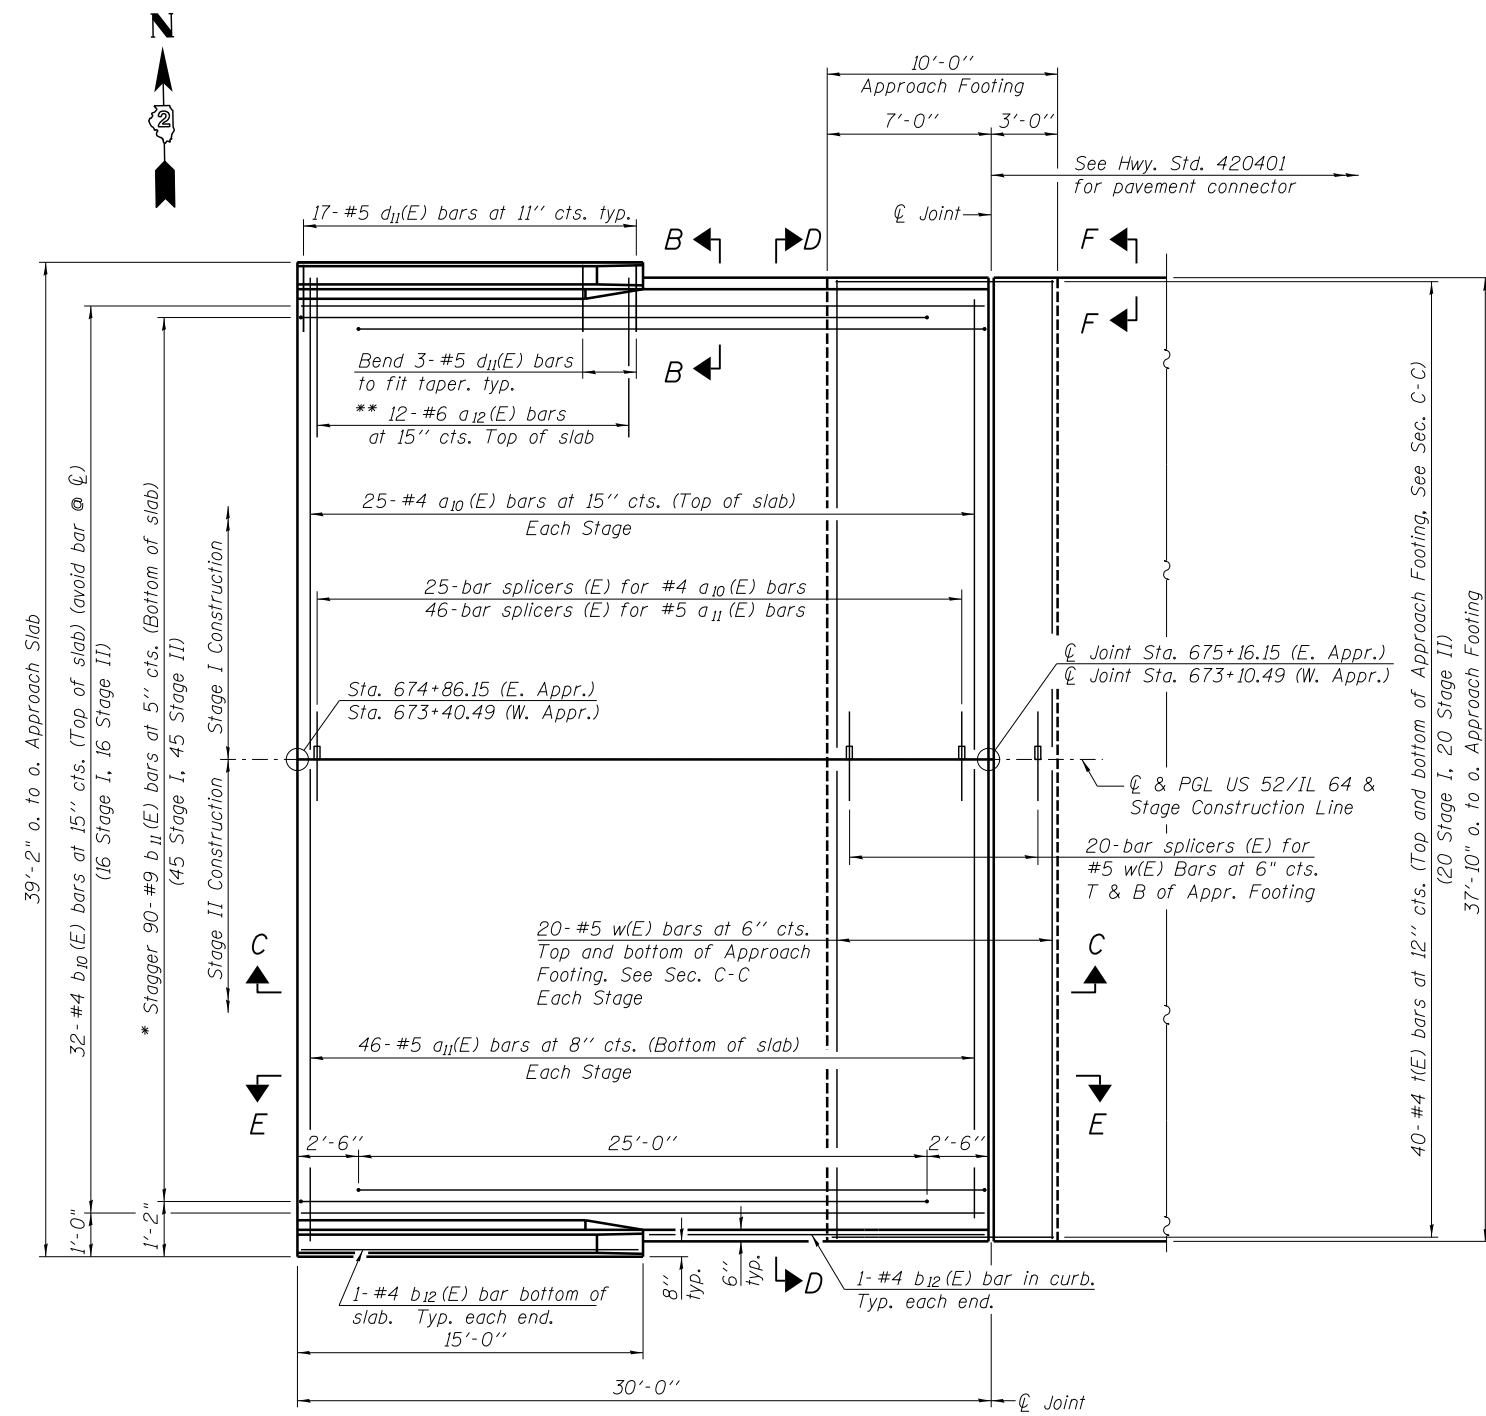 N
2
10'-0"
Approach Footing
7'-0"
3'-0"
See Hwy. Std. 420401
for pavement connector
℄ Joint
17-#5 d11(E) bars at 11" cts. typ.
B
D
F
F
B
Bend 3-#5 d11(E) bars
to fit taper. typ.
** 12-#6 a12(E) bars
at 15" cts. Top of slab
25-#4 a10(E) bars at 15" cts. (Top of slab)
Each Stage
25-bar splicers (E) for #4 a10(E) bars
46-bar splicers (E) for #5 a11(E) bars
Sta. 674+86.15 (E. Appr.)
Sta. 673+40.49 (W. Appr.)
℄ Joint Sta. 675+16.15 (E. Appr.)
℄ Joint Sta. 673+10.49 (W. Appr.)
℄ & PGL US 52/IL 64 &
Stage Construction Line
20-bar splicers (E) for
#5 w(E) Bars at 6" cts.
T & B of Appr. Footing
20-#5 w(E) bars at 6" cts.
Top and bottom of Approach
Footing. See Sec. C-C
Each Stage
C
C
46-#5 a11(E) bars at 8" cts. (Bottom of slab)
Each Stage
E
E
2'-6"
25'-0"
2'-6"
39'-2" o. to o. Approach Slab
32-#4 b10(E) bars at 15" cts. (Top of slab) (avoid bar @ ℄)
(16 Stage I, 16 Stage II)
* Stagger 90-#9 b11(E) bars at 5" cts. (Bottom of slab)
(45 Stage I, 45 Stage II)
Stage I Construction
Stage II Construction
40-#4 t(E) bars at 12" cts. (Top and bottom of Approach Footing, See Sec. C-C)
(20 Stage I, 20 Stage II)
37'-10" o. to o. Approach Footing
1'-0"
1'-2"
8"
typ.
6"
typ.
D
1-#4 b12(E) bar bottom of
slab. Typ. each end.
1-#4 b12(E) bar in curb.
Typ. each end.
15'-0"
30'-0"
℄ Joint